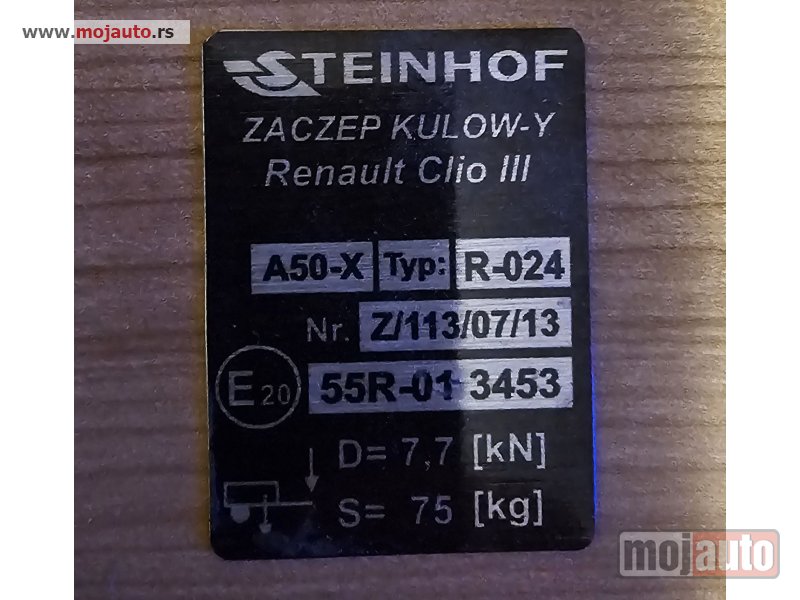 www.mojauto.rs
STEINHOF
ZACZEP KULOW-Y
Renault Clio III
A50-X Typ: R-024
Nr. Z/113/07/13
E20 55R-01 3453
D= 7,7 [kN]
S= 75 [kg]
mojauto